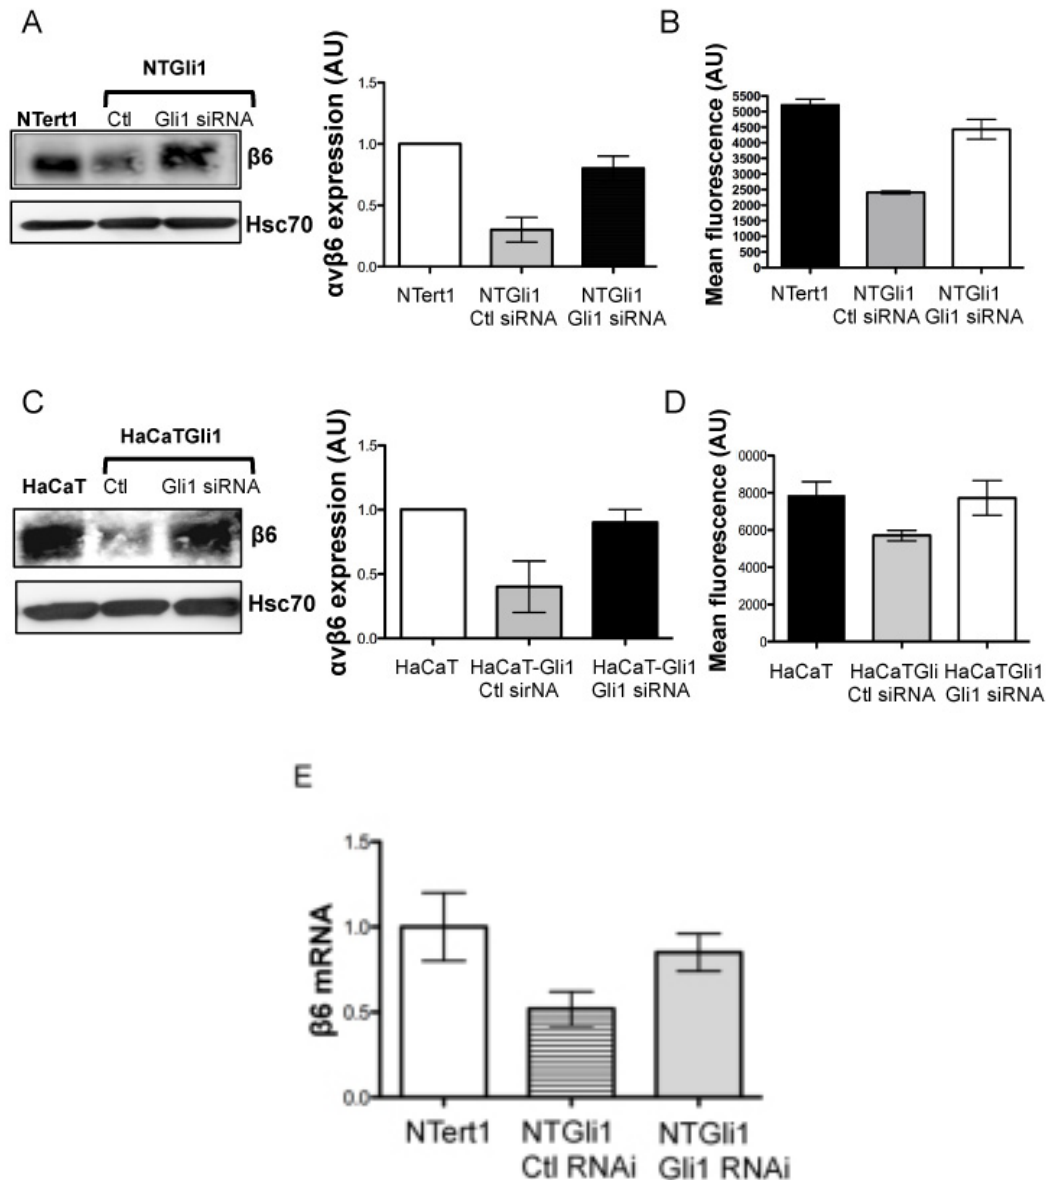 A
NTGli1
NTert1 Ctl Gli1 siRNA
β6
Hsc70
αvβ6 expression (AU)
1.5
1.0
0.5
0.0
NTert1 NTGli1 NTGli1
Ctl siRNA Gli1 siRNA
B
Mean fluorescence (AU)
5500
5000
4500
4000
3500
3000
2500
2000
1500
1000
500
0
NTert1 NTGli1 NTGli1
Ctl siRNA Gli1 siRNA
C
HaCaTGli1
HaCaT Ctl Gli1 siRNA
β6
Hsc70
αvβ6 expression (AU)
1.5
1.0
0.5
0.0
HaCaT HaCaT-Gli1 HaCaT-Gli1
Ctl sirNA Gli1 siRNA
D
Mean fluorescence (AU)
0000
8000
6000
4000
2000
0
HaCaT HaCaTGli HaCaTGli1
Ctl siRNA Gli1 siRNA
E
β6 mRNA
1.5
1.0
0.5
0.0
NTert1 NTGli1 NTGli1
Ctl RNAi Gli1 RNAi